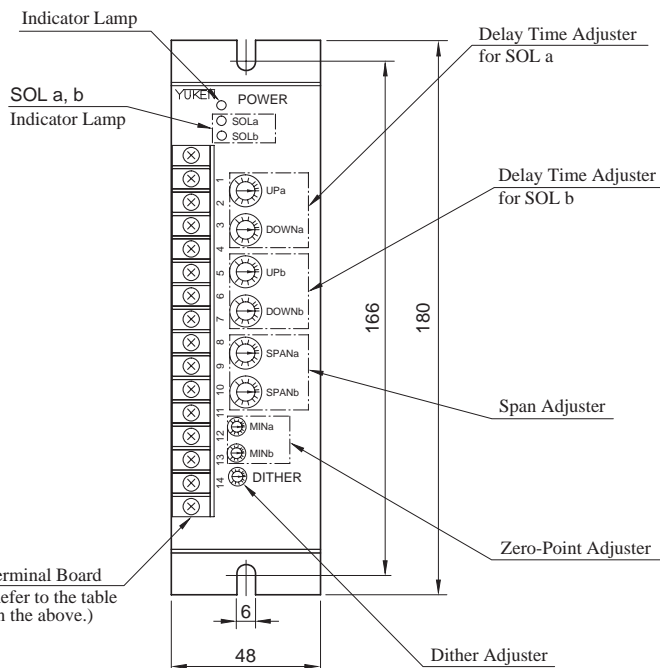 Indicator Lamp
Delay Time Adjuster
for SOL a
SOL a, b
Indicator Lamp
YUKEN
POWER
SOLa
SOLb
1
UPa
2
3
DOWNa
4
Delay Time Adjuster
for SOL b
5
UPb
6
7
DOWNb
8
SPANa
9
10
SPANb
11
Span Adjuster
12
MINa
13
MINb
14
DITHER
166
180
Zero-Point Adjuster
erminal Board
efer to the table
n the above.)
6
48
Dither Adjuster